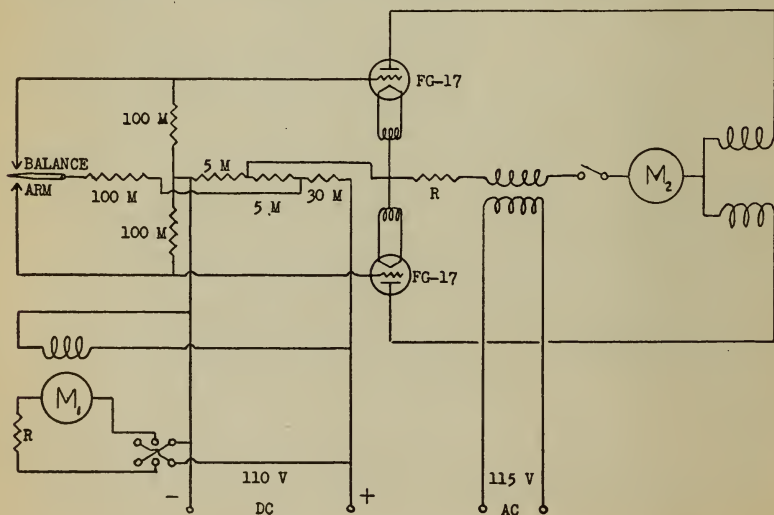 FG-17
100 M
5 M
BALANCE
ARM
100 M
5 M
30 M
R
M₂
100 M
FG-17
M₁
R
110 V
115 V
-
DC
+
AC